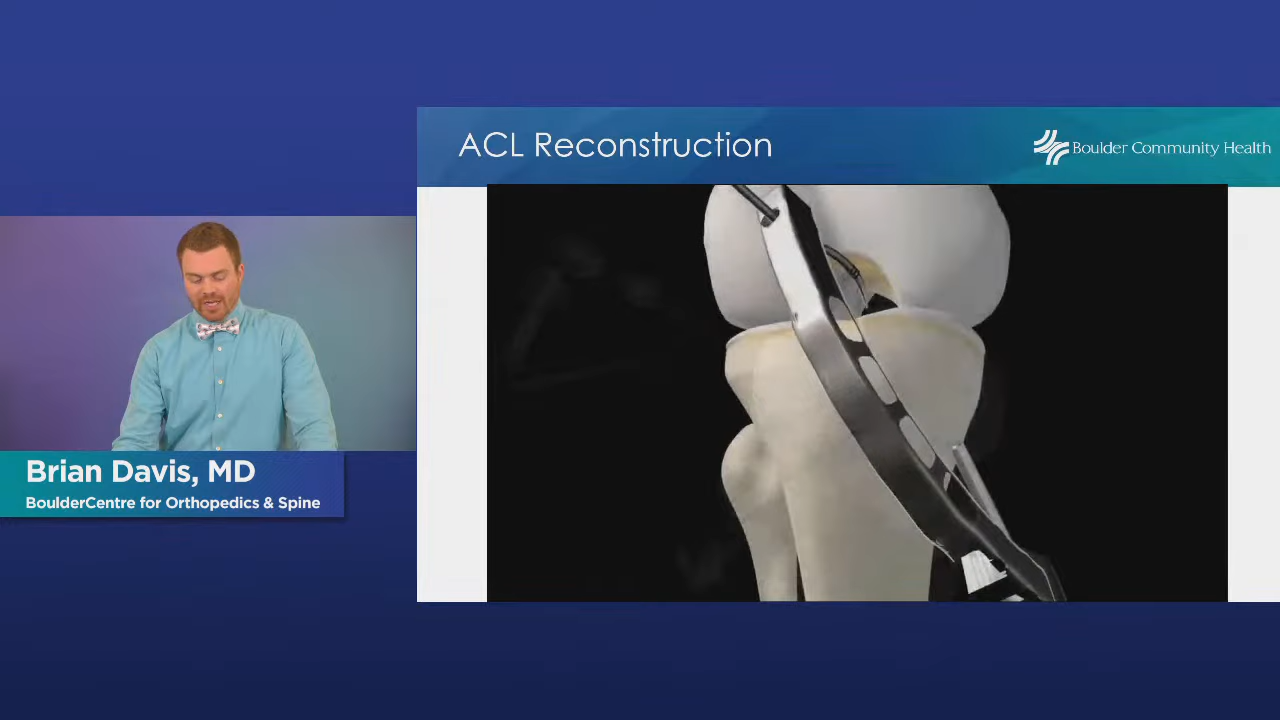 ACL Reconstruction
Boulder Community Health
Brian Davis, MD
BoulderCentre for Orthopedics & Spine